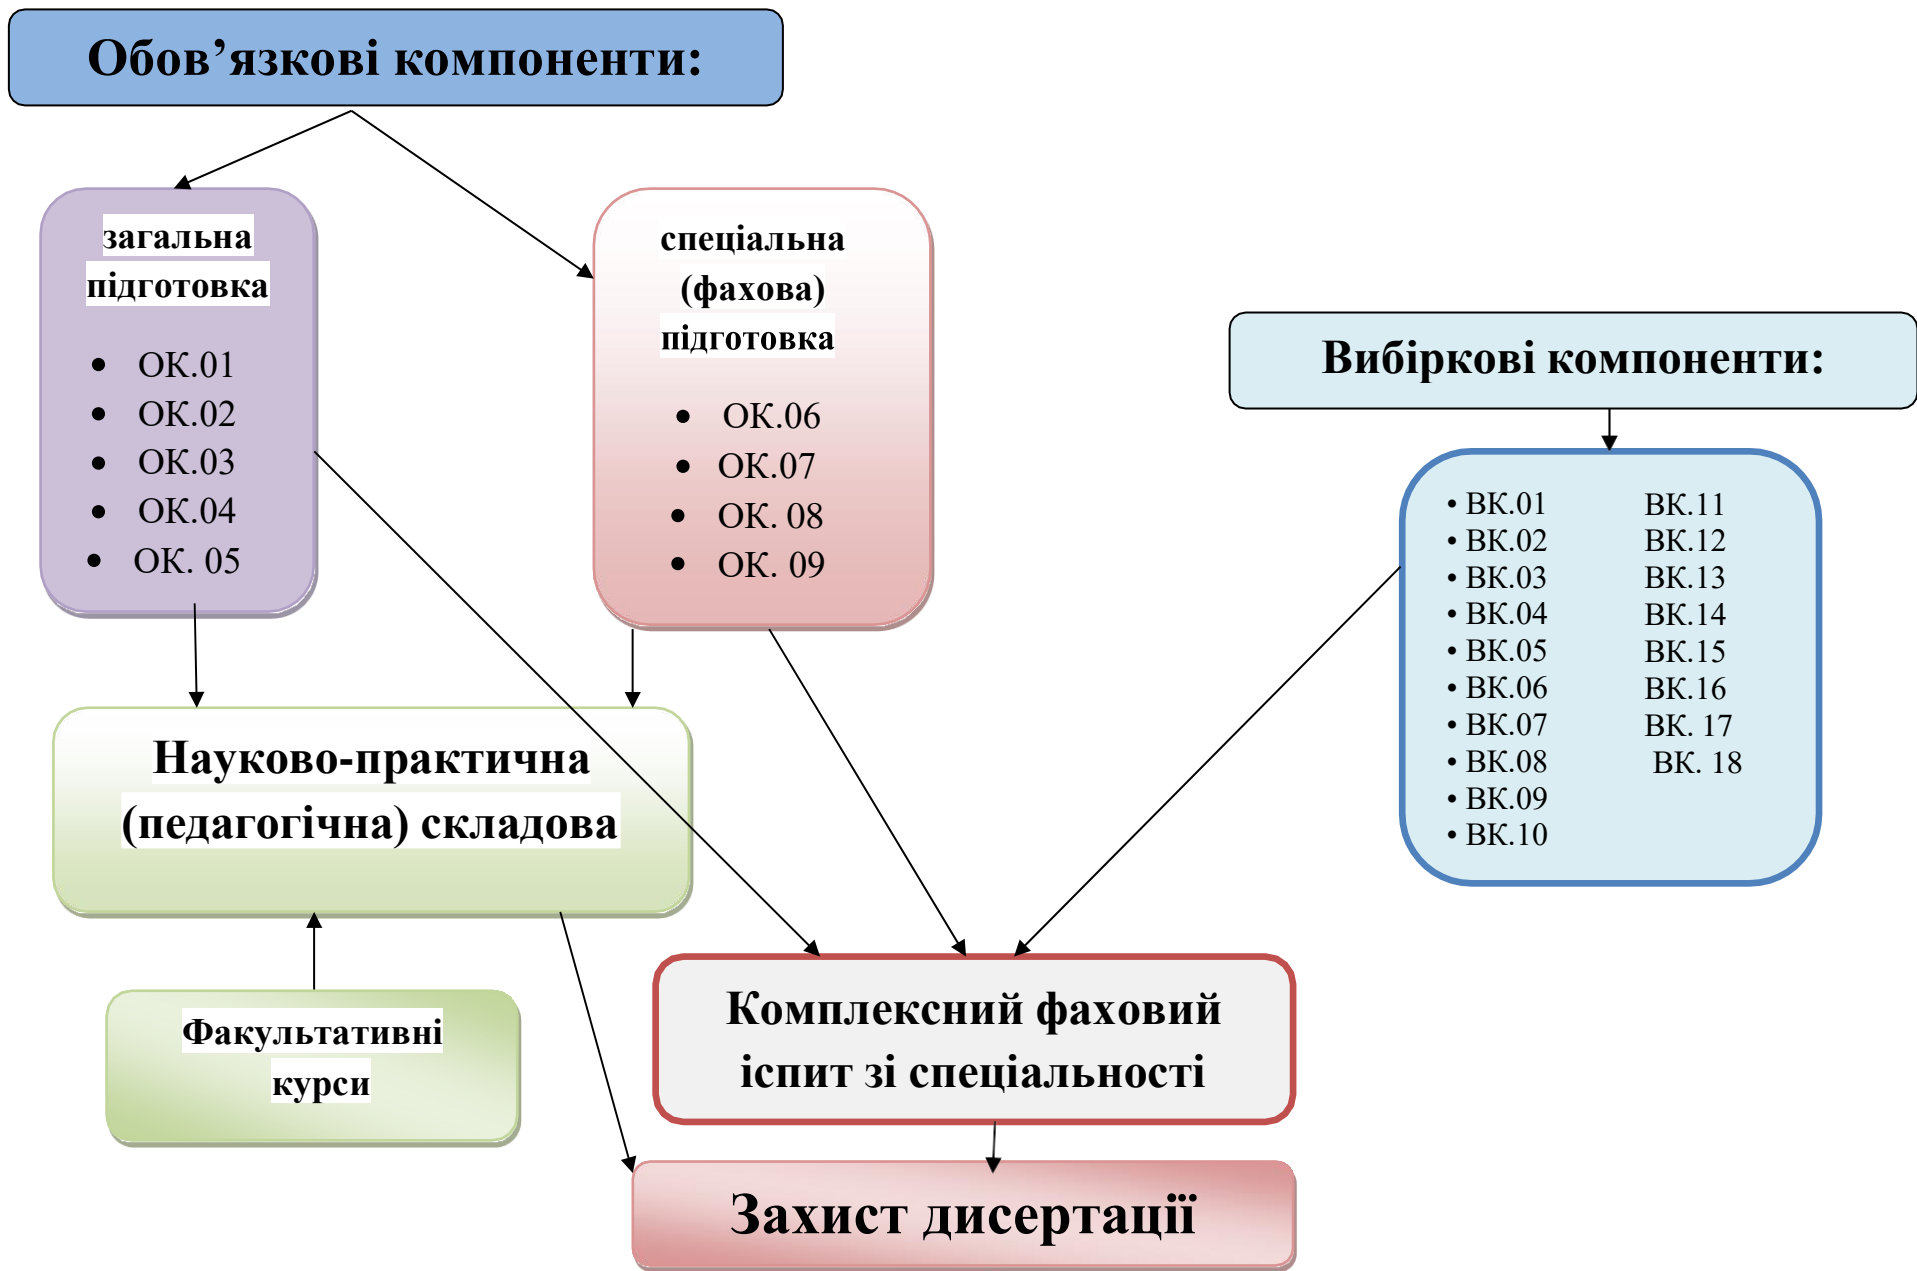 Обов’язкові компоненти:
загальна
підготовка
• ОК.01
• ОК.02
• ОК.03
• ОК.04
• ОК. 05
спеціальна
(фахова)
підготовка
• ОК.06
• ОК.07
• ОК. 08
• ОК. 09
Вибіркові компоненти:
• ВК.01
• ВК.02
• ВК.03
• ВК.04
• ВК.05
• ВК.06
• ВК.07
• ВК.08
• ВК.09
• ВК.10
ВК.11
ВК.12
ВК.13
ВК.14
ВК.15
ВК.16
ВК. 17
ВК. 18
Науково-практична
(педагогічна) складова
Факультативні
курси
Комплексний фаховий
іспит зі спеціальності
Захист дисертації